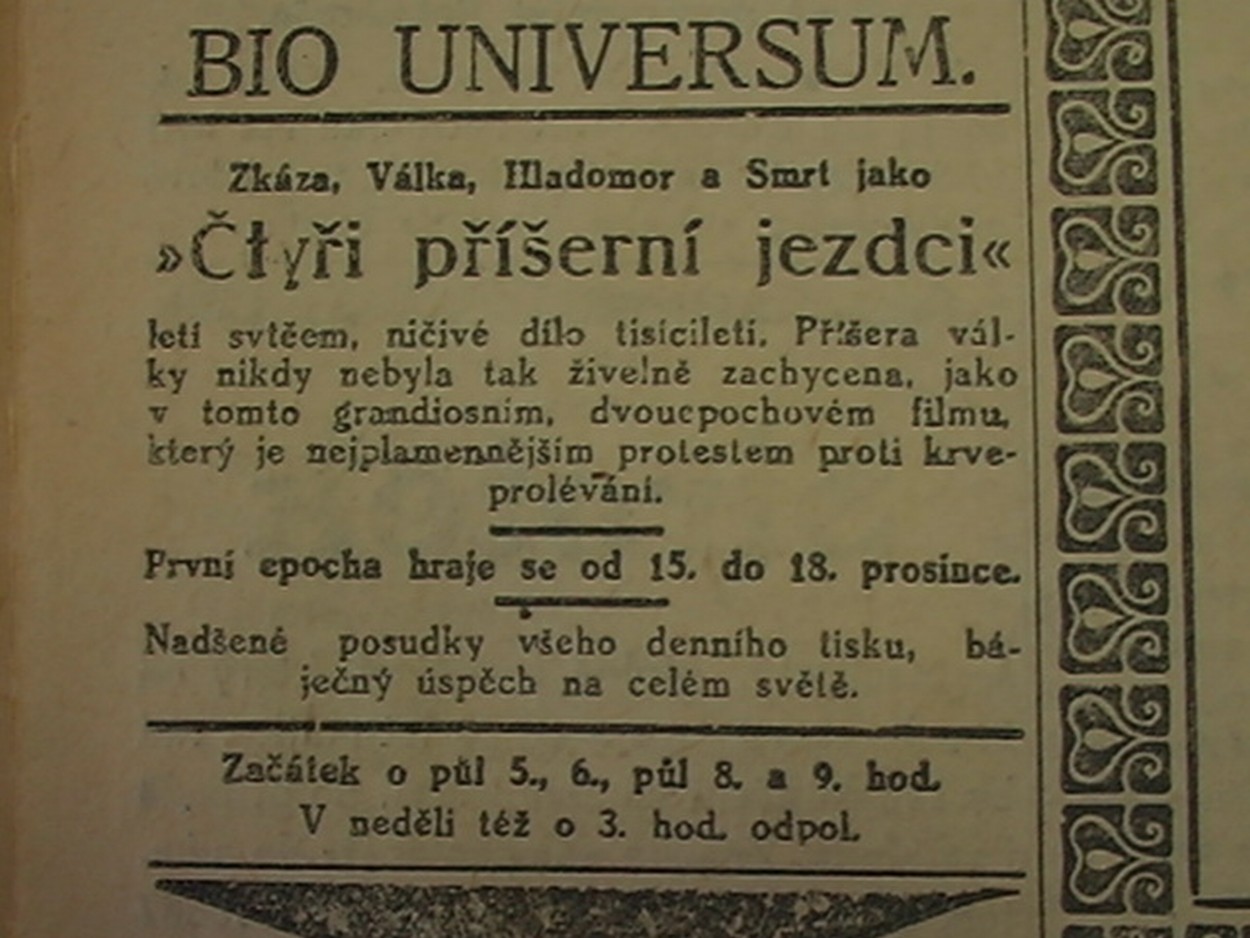 BIO UNIVERSUM.
Zkáza, Válka, Hladomor a Smrt jako
»Čtyři příšerní jezdci«
letí světem, ničivé dílo tisíciletí. Příšera vál-
ky nikdy nebyla tak živelně zachycena, jako
v tomto grandiosním, dvouepochovém filmu,
který je nejplamennějším protestem proti krve-
prolévání.
První epocha hraje se od 15. do 18. prosince.
Nadšené posudky všeho denního tisku, bá-
ječný úspěch na celém světě.
Začátek o půl 5., 6., půl 8. a 9. hod.
V neděli též o 3. hod. odpol.